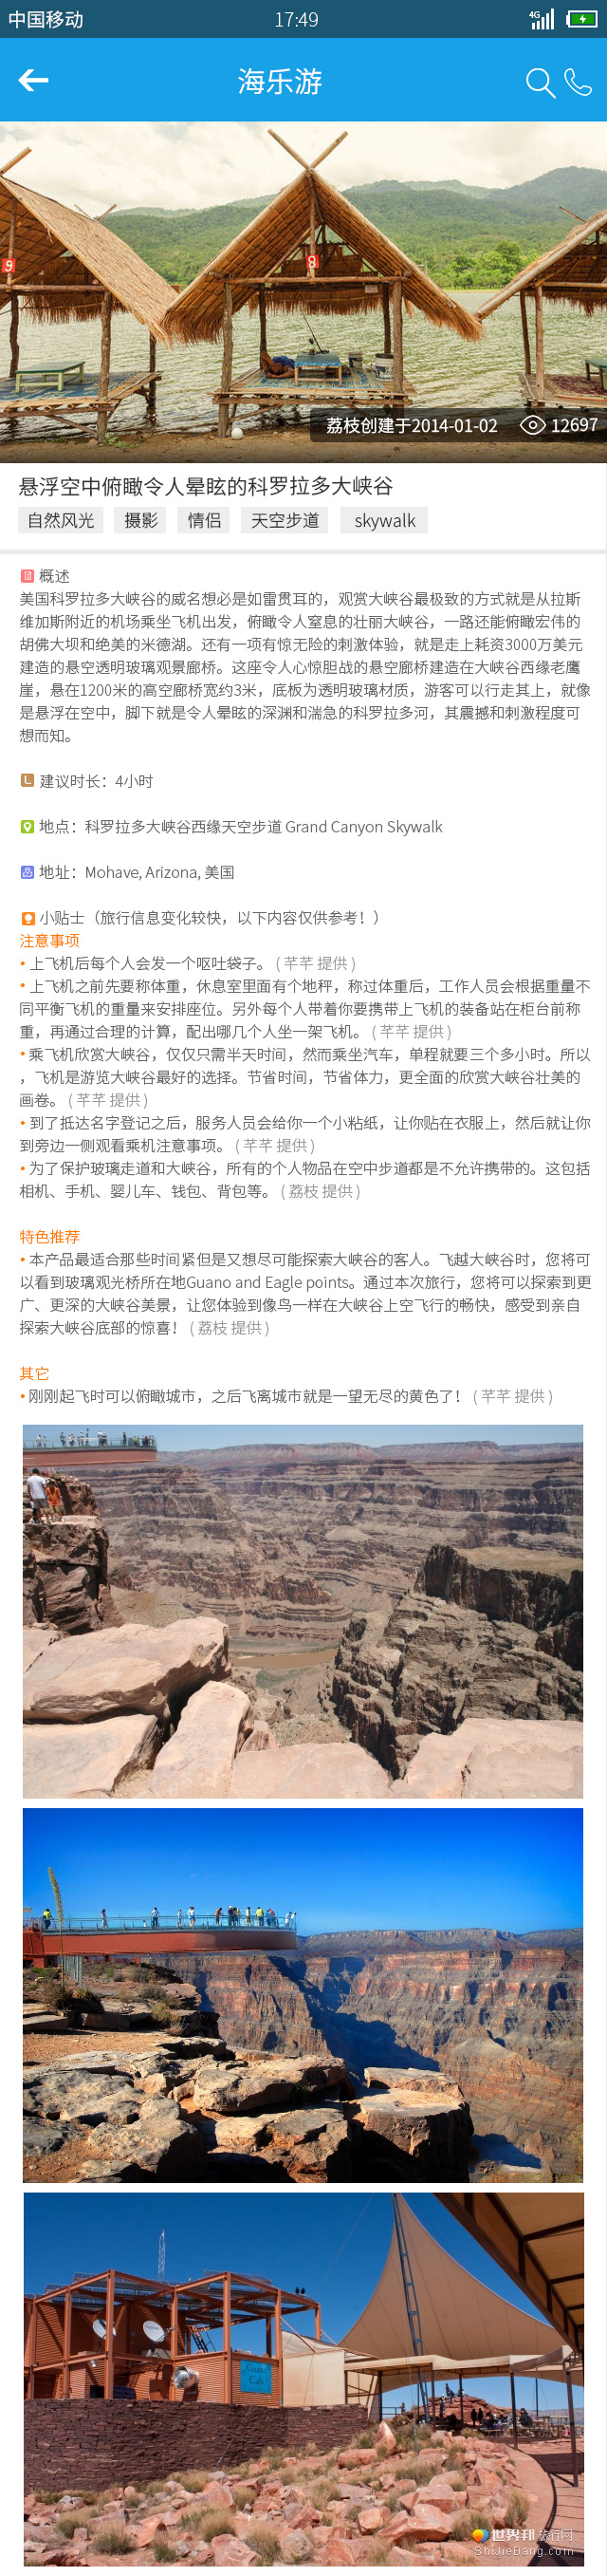 中国移动 17:49 4G
海乐游
9
8
荔枝创建于2014-01-02 12697
悬浮空中俯瞰令人晕眩的科罗拉多大峡谷
自然风光 摄影 情侣 天空步道 skywalk
概述
美国科罗拉多大峡谷的威名想必是如雷贯耳的，观赏大峡谷最极致的方式就是从拉斯
维加斯附近的机场乘坐飞机出发，俯瞰令人窒息的壮丽大峡谷，一路还能俯瞰宏伟的
胡佛大坝和绝美的米德湖。还有一项有惊无险的刺激体验，就是走上耗资3000万美元
建造的悬空透明玻璃观景廊桥。这座令人心惊胆战的悬空廊桥建造在大峡谷西缘老鹰
崖，悬在1200米的高空廊桥宽约3米，底板为透明玻璃材质，游客可以行走其上，就像
是悬浮在空中，脚下就是令人晕眩的深渊和湍急的科罗拉多河，其震撼和刺激程度可
想而知。
L 建议时长：4小时
地点：科罗拉多大峡谷西缘天空步道 Grand Canyon Skywalk
地址：Mohave, Arizona, 美国
小贴士（旅行信息变化较快，以下内容仅供参考！）
注意事项
• 上飞机后每个人会发一个呕吐袋子。（芊芊 提供）
• 上飞机之前先要称体重，休息室里面有个地秤，称过体重后，工作人员会根据重量不
同平衡飞机的重量来安排座位。另外每个人带着你要携带上飞机的装备站在柜台前称
重，再通过合理的计算，配出哪几个人坐一架飞机。（芊芊 提供）
• 乘飞机欣赏大峡谷，仅仅只需半天时间，然而乘坐汽车，单程就要三个多小时。所以
，飞机是游览大峡谷最好的选择。节省时间，节省体力，更全面的欣赏大峡谷壮美的
画卷。（芊芊 提供）
• 到了抵达名字登记之后，服务人员会给你一个小粘纸，让你贴在衣服上，然后就让你
到旁边一侧观看乘机注意事项。（芊芊 提供）
• 为了保护玻璃走道和大峡谷，所有的个人物品在空中步道都是不允许携带的。这包括
相机、手机、婴儿车、钱包、背包等。（荔枝 提供）
特色推荐
• 本产品最适合那些时间紧但是又想尽可能探索大峡谷的客人。飞越大峡谷时，您将可
以看到玻璃观光桥所在地Guano and Eagle points。通过本次旅行，您将可以探索到更
广、更深的大峡谷美景，让您体验到像鸟一样在大峡谷上空飞行的畅快，感受到亲自
探索大峡谷底部的惊喜！（荔枝 提供）
其它
• 刚刚起飞时可以俯瞰城市，之后飞离城市就是一望无尽的黄色了！（芊芊 提供）
世界邦旅行网
ShiJieBang.com